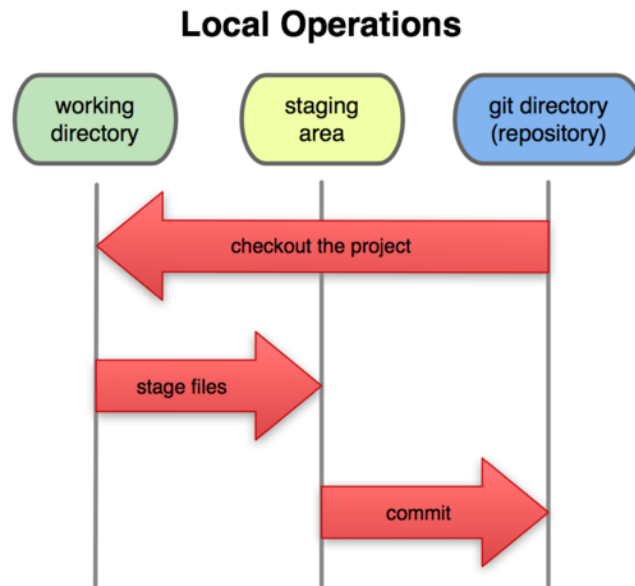 Local Operations
working
directory
staging
area
git directory
(repository)
checkout the project
stage files
commit